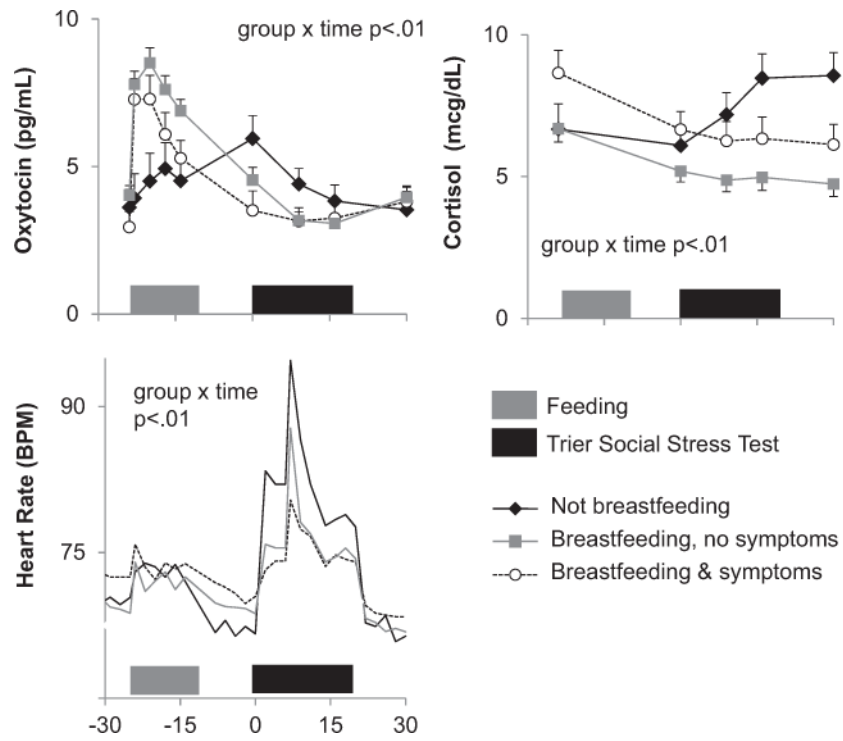 10
group x time p<.01
Oxytocin (pg/mL)
5
0
10
Cortisol (mcg/dL)
5
group x time p<.01
0
group x time
p<.01
90
Heart Rate (BPM)
75
-30
-15
0
15
30
Feeding
Trier Social Stress Test
Not breastfeeding
Breastfeeding, no symptoms
Breastfeeding & symptoms